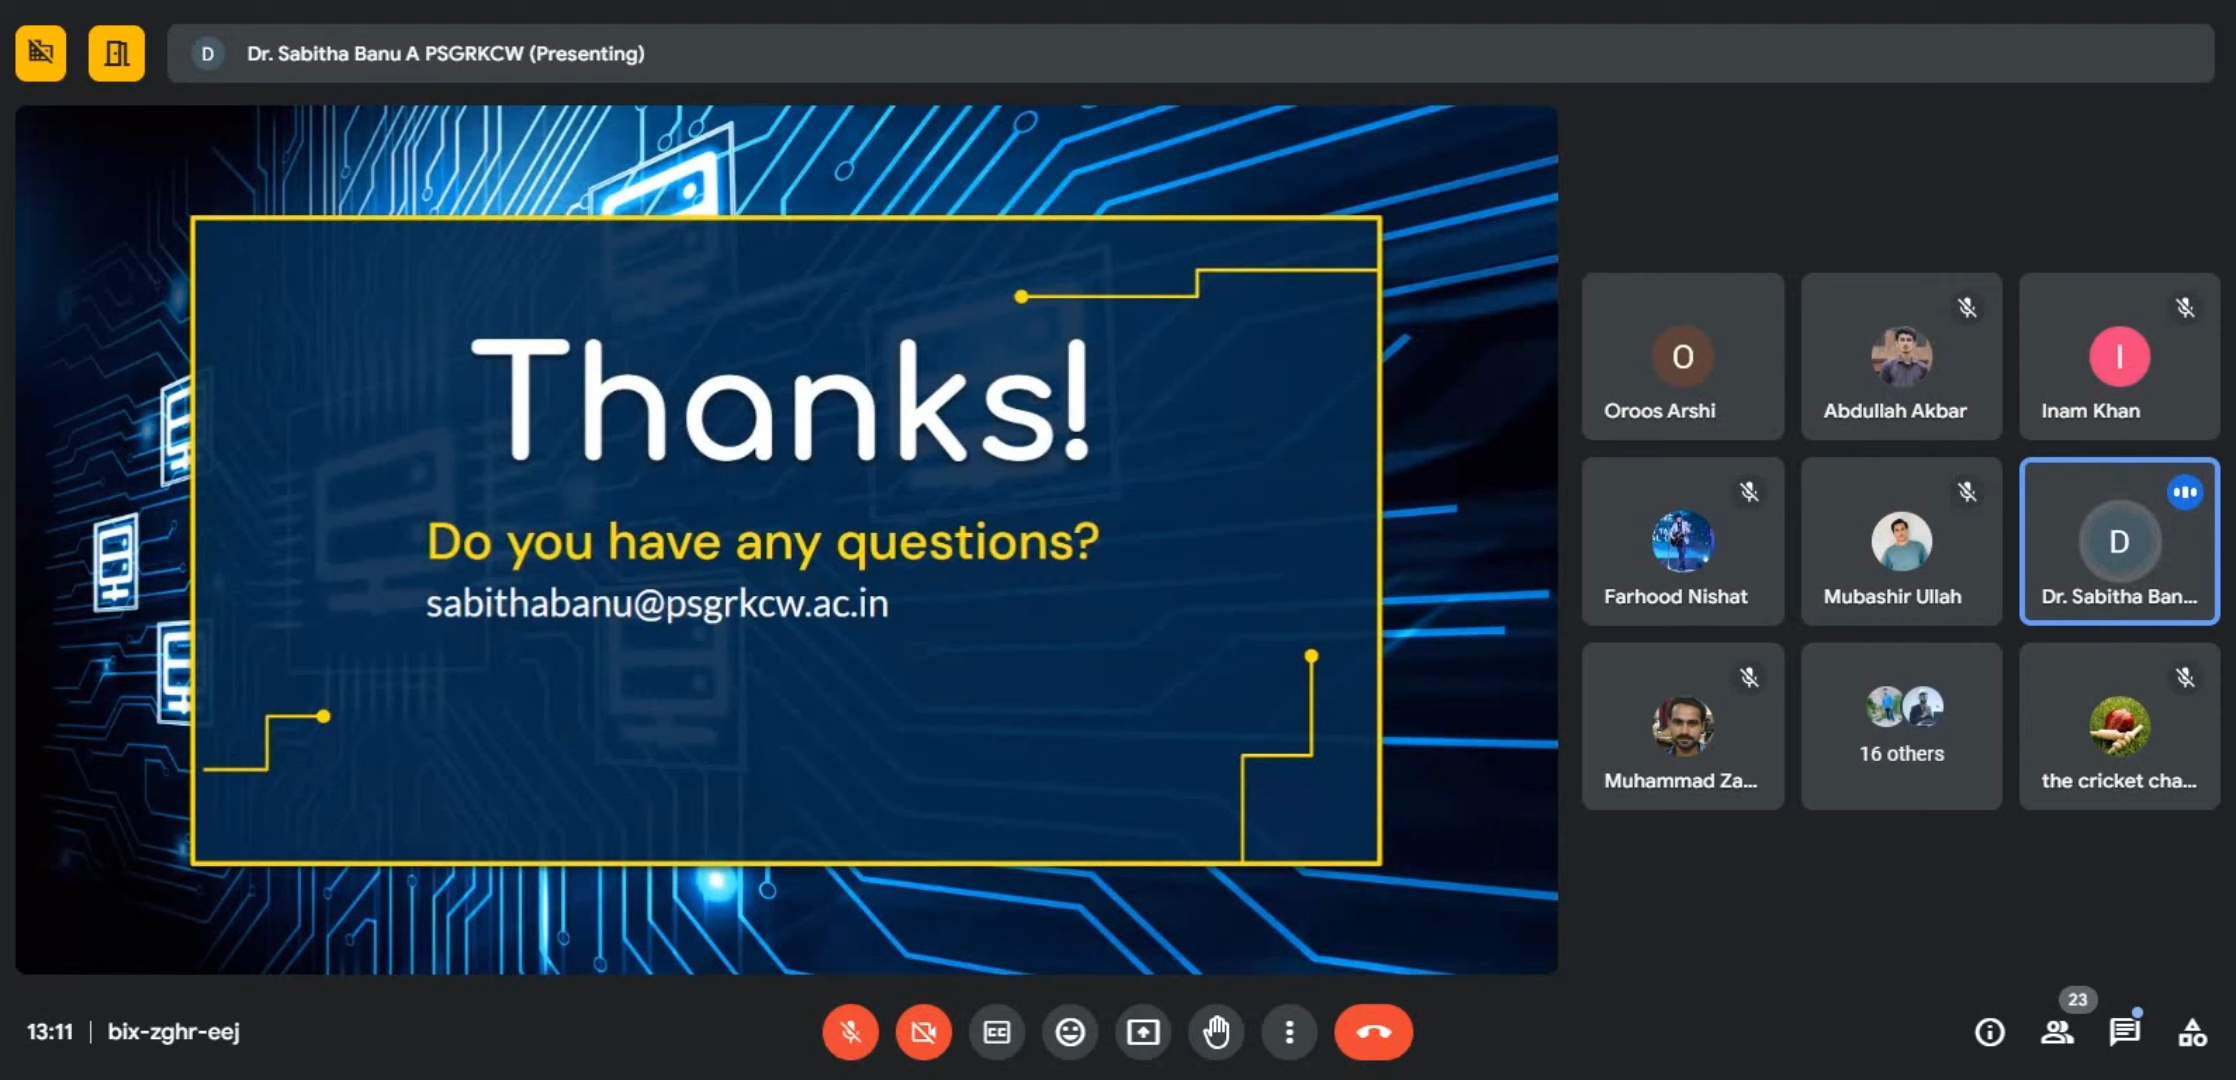 D Dr. Sabitha Banu A PSGRKCW (Presenting)
Thanks!
Do you have any questions?
sabithabanu@psgrkcw.ac.in
O
Oroos Arshi
Abdullah Akbar
I
Inam Khan
Farhood Nishat
Mubashir Ullah
D
Dr. Sabitha Ban...
Muhammad Za...
16 others
the cricket cha...
13:11 | bix-zghr-eej
CC
23